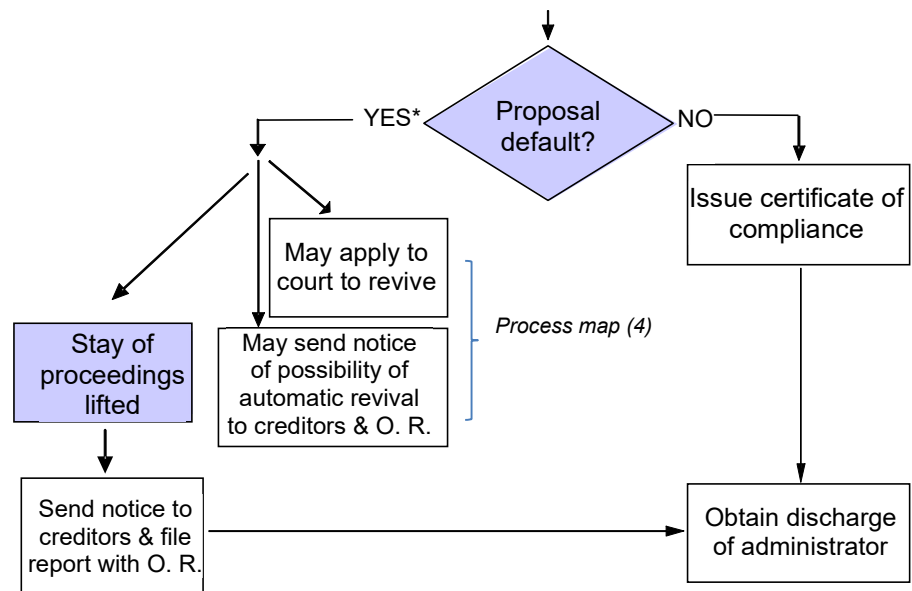 Proposal
default?
YES*
NO
Issue certificate of
compliance
May apply to
court to revive
Process map (4)
Stay of
proceedings
lifted
May send notice
of possibility of
automatic revival
to creditors & O. R.
Send notice to
creditors & file
report with O. R.
Obtain discharge
of administrator